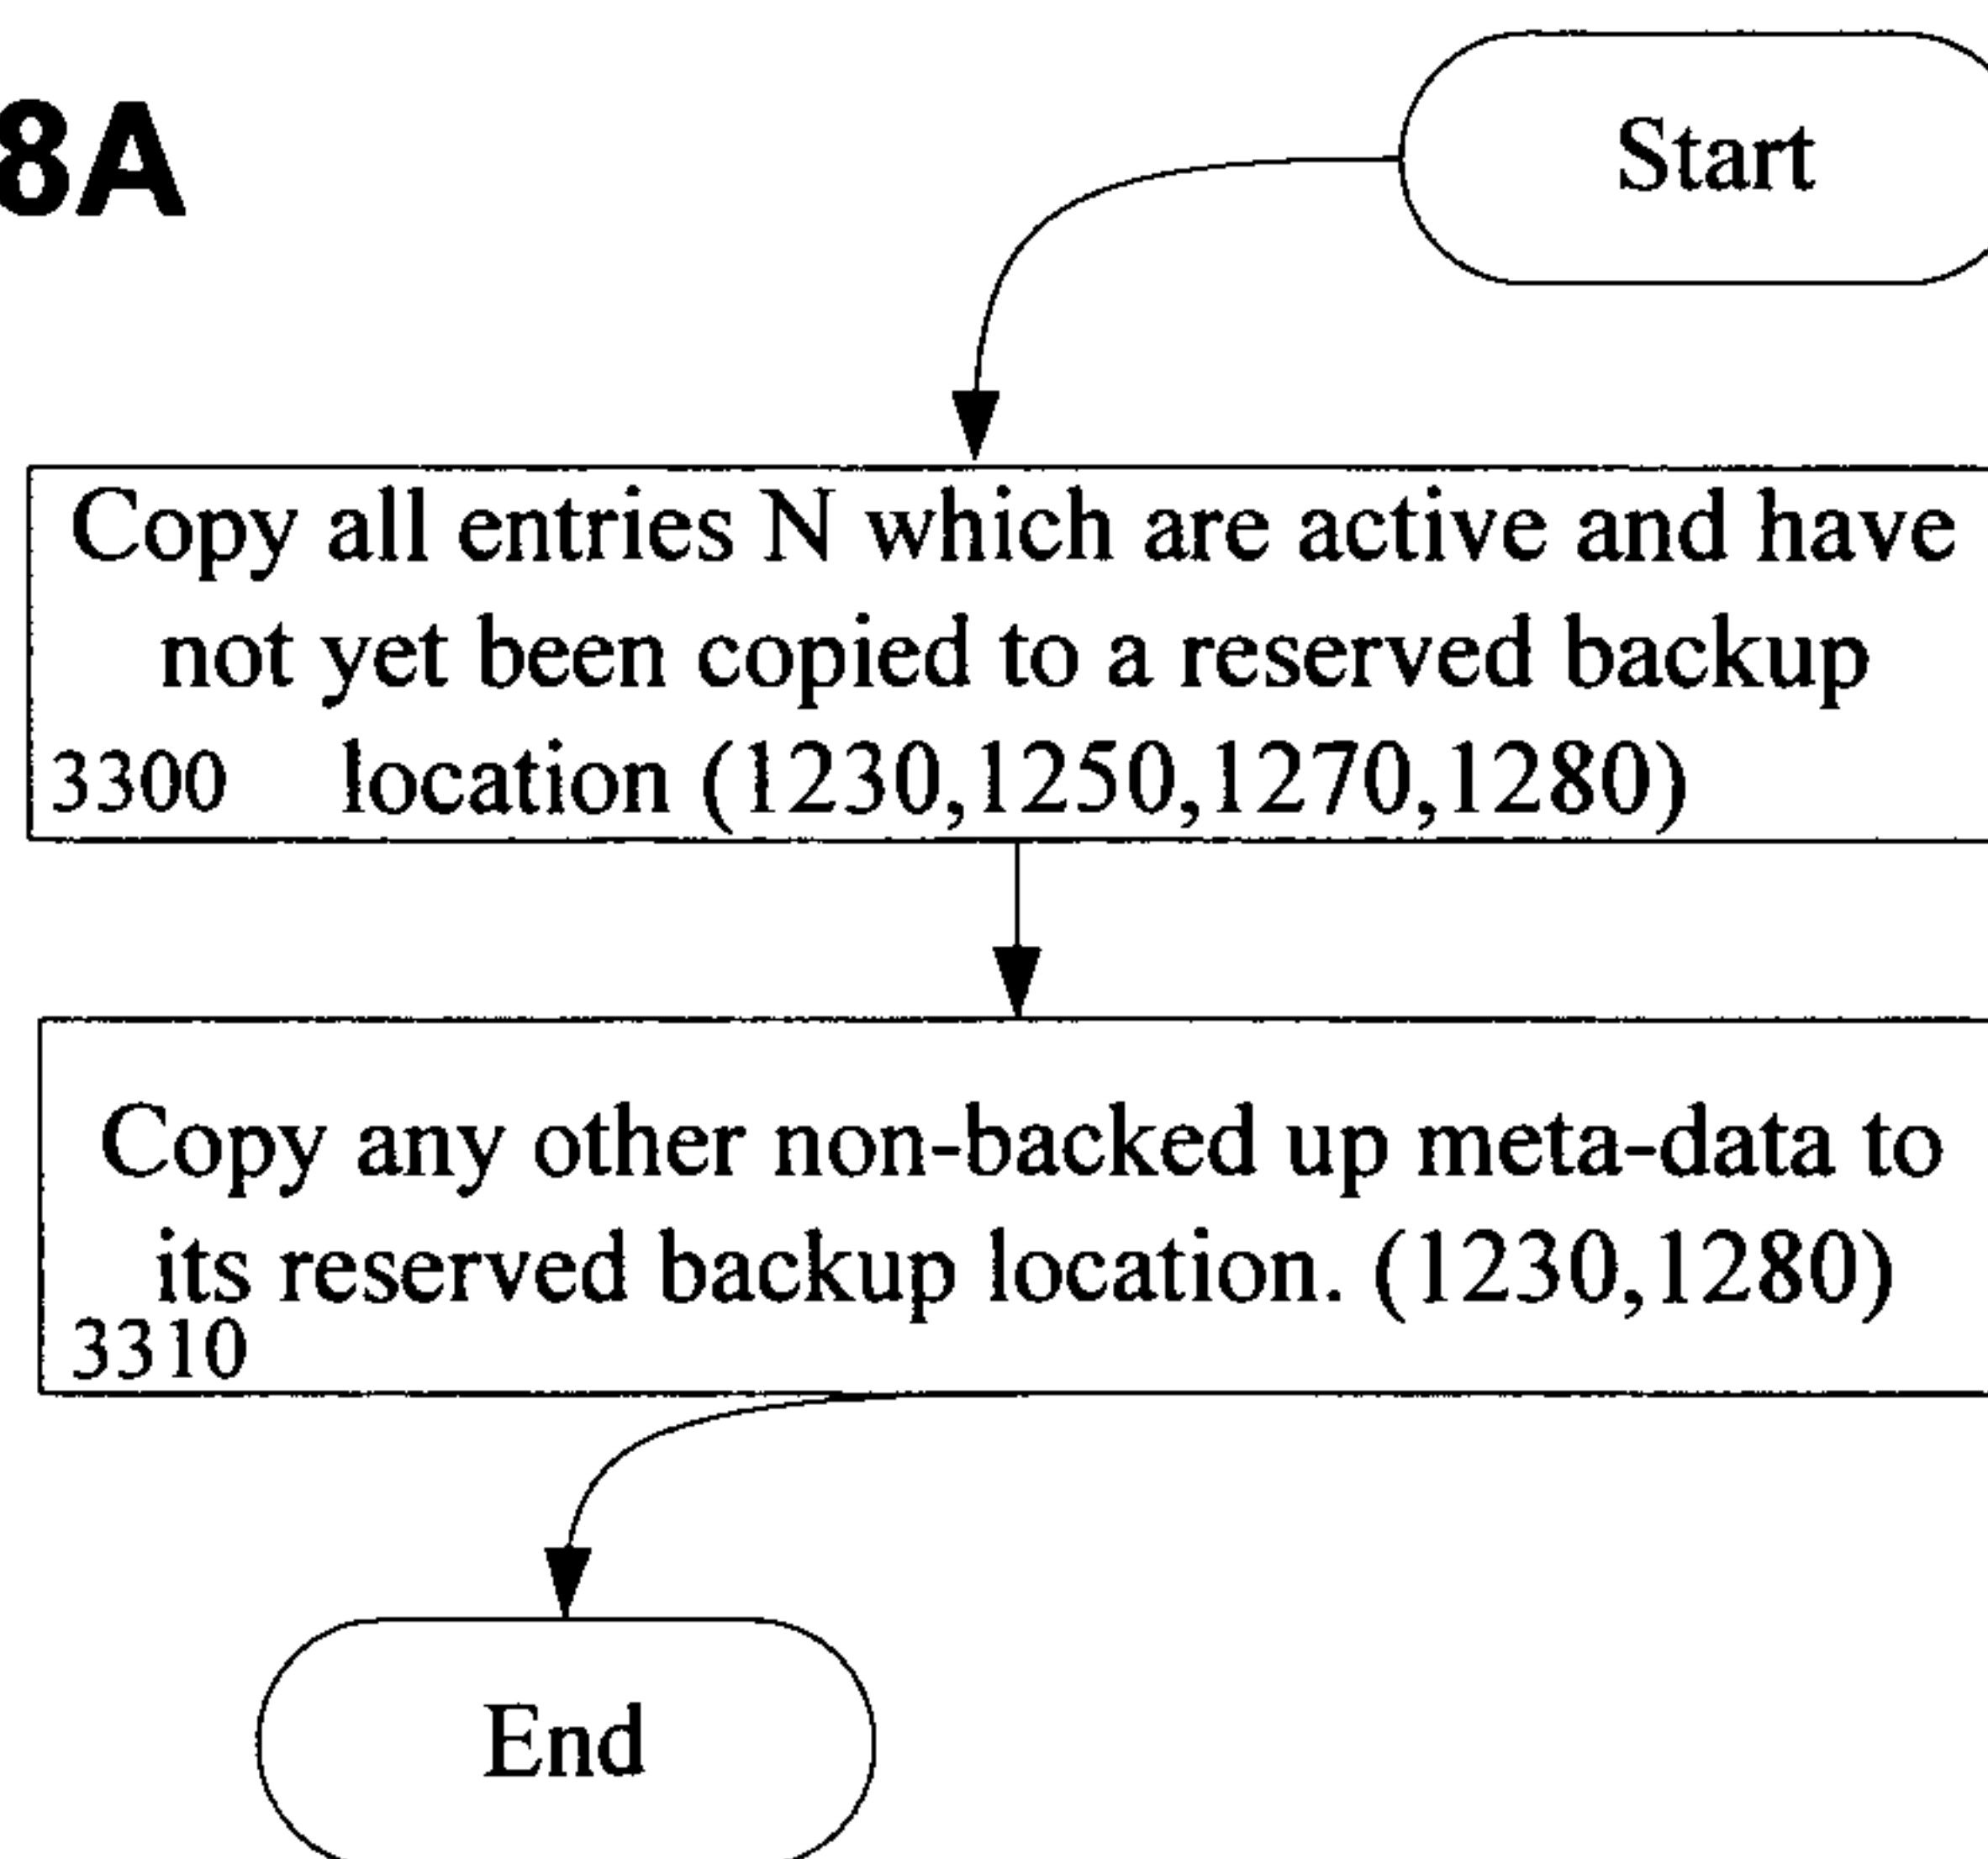 8A
Start
Copy all entries N which are active and have
not yet been copied to a reserved backup
3300 location (1230,1250,1270,1280)
Copy any other non-backed up meta-data to
its reserved backup location. (1230,1280)
3310
End